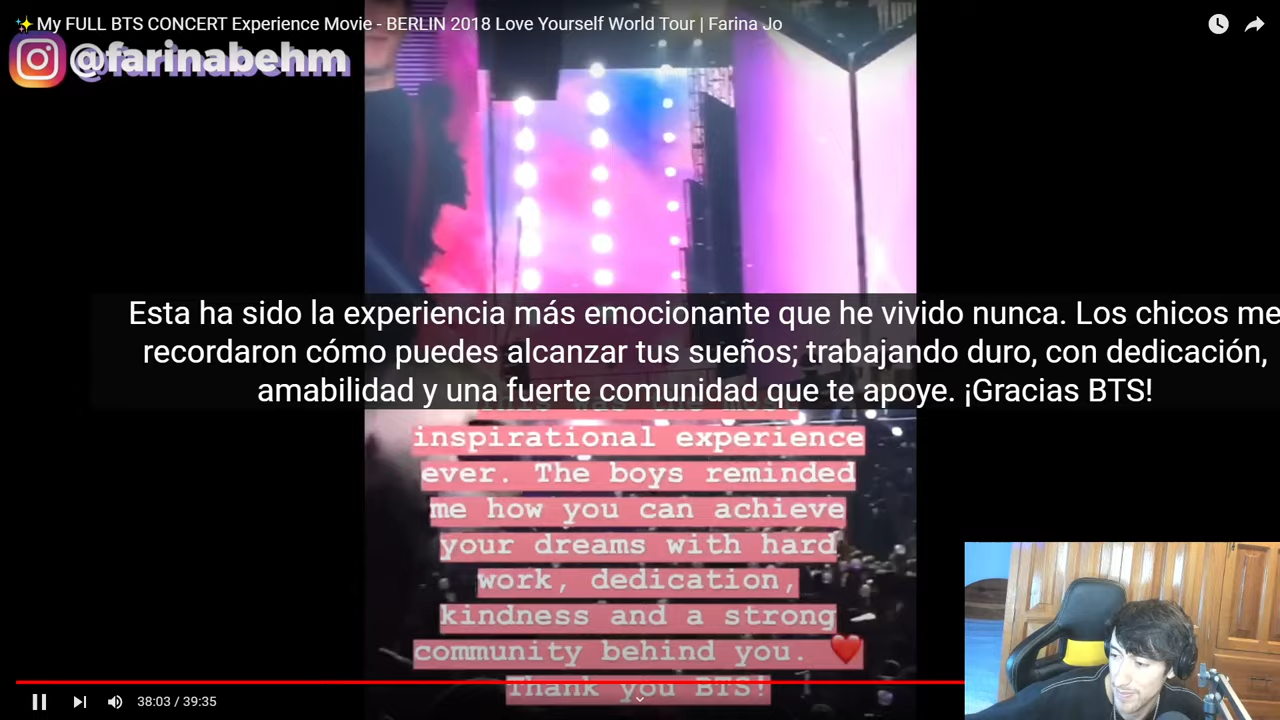 ✨My FULL BTS CONCERT Experience Movie - BERLIN 2018 Love Yourself World Tour | Farina Jo
@farinabehm
Esta ha sido la experiencia más emocionante que he vivido nunca. Los chicos me
recordaron cómo puedes alcanzar tus sueños; trabajando duro, con dedicación,
amabilidad y una fuerte comunidad que te apoye. ¡Gracias BTS!
This was the most
inspirational experience
ever. The boys reminded
me how you can achieve
your dreams with hard
work, dedication,
kindness and a strong
community behind you. ❤️
Thank you BTS!
38:03 / 39:35